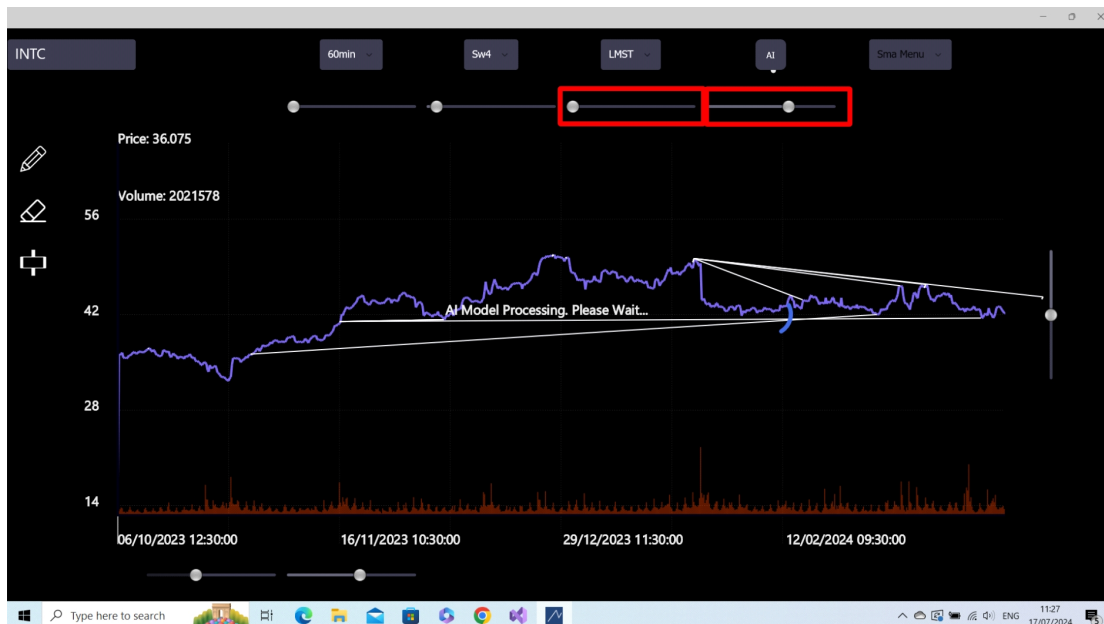 INTC
60min
Sw4
LMST
AI
Sma Menu
Price: 36.075
Volume: 2021578
56
42
AI Model Processing. Please Wait...
28
14
06/10/2023 12:30:00
16/11/2023 10:30:00
29/12/2023 11:30:00
12/02/2024 09:30:00
Type here to search
ENG
11:27
17/07/2024
5